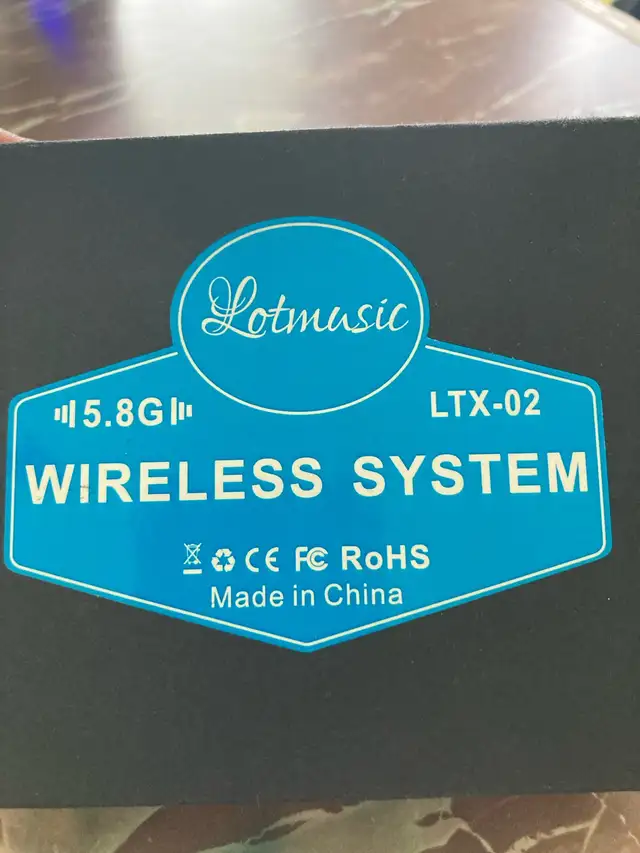 Lotmusic
5.8G
LTX-02
WIRELESS SYSTEM
CE FC RoHS
Made in China